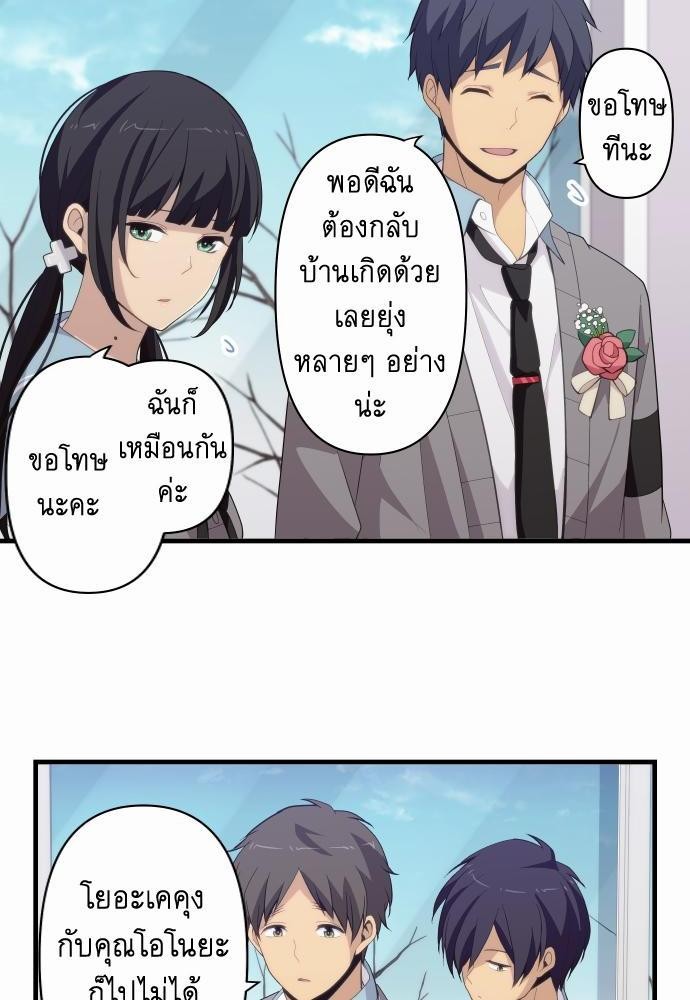 ขอโทษ
ทีนะ
พอดีฉัน
ต้องกลับ
บ้านเกิดด้วย
เลยยุ่ง
หลายๆ อย่าง
น่ะ
ฉันก็
เหมือนกัน
ค่ะ
ขอโทษ
นะคะ
โยอะเคคุง
กับคุณโอโนยะ
ก็ไปไม่ได้